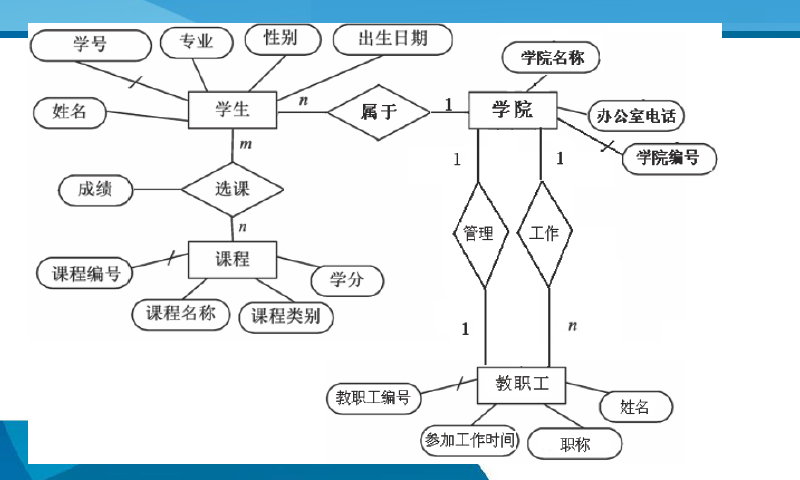 学号
专业
性别
出生日期
学院名称
姓名
学生
n
属于
1
学院
办公室电话
学院编号
m
1
1
成绩
选课
n
管理
工作
课程编号
课程
学分
课程名称
课程类别
1
n
教职工编号
教职工
姓名
参加工作时间
职称